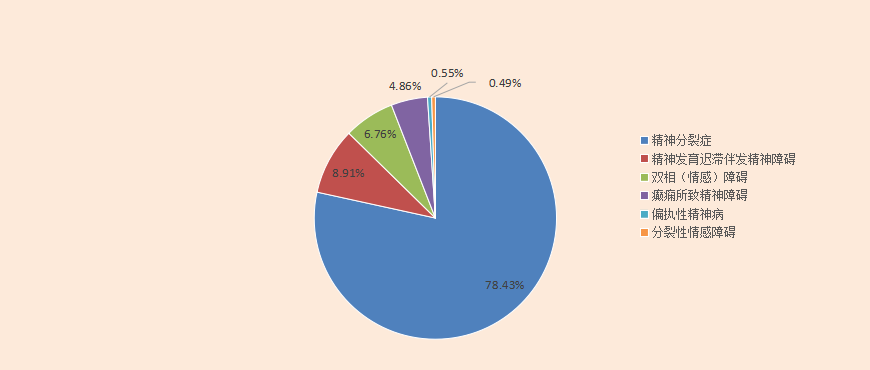 0.55%
0.49%
4.86%
6.76%
8.91%
78.43%
精神分裂症
精神发育迟滞伴发精神障碍
双相（情感）障碍
癫痫所致精神障碍
偏执性精神病
分裂性情感障碍